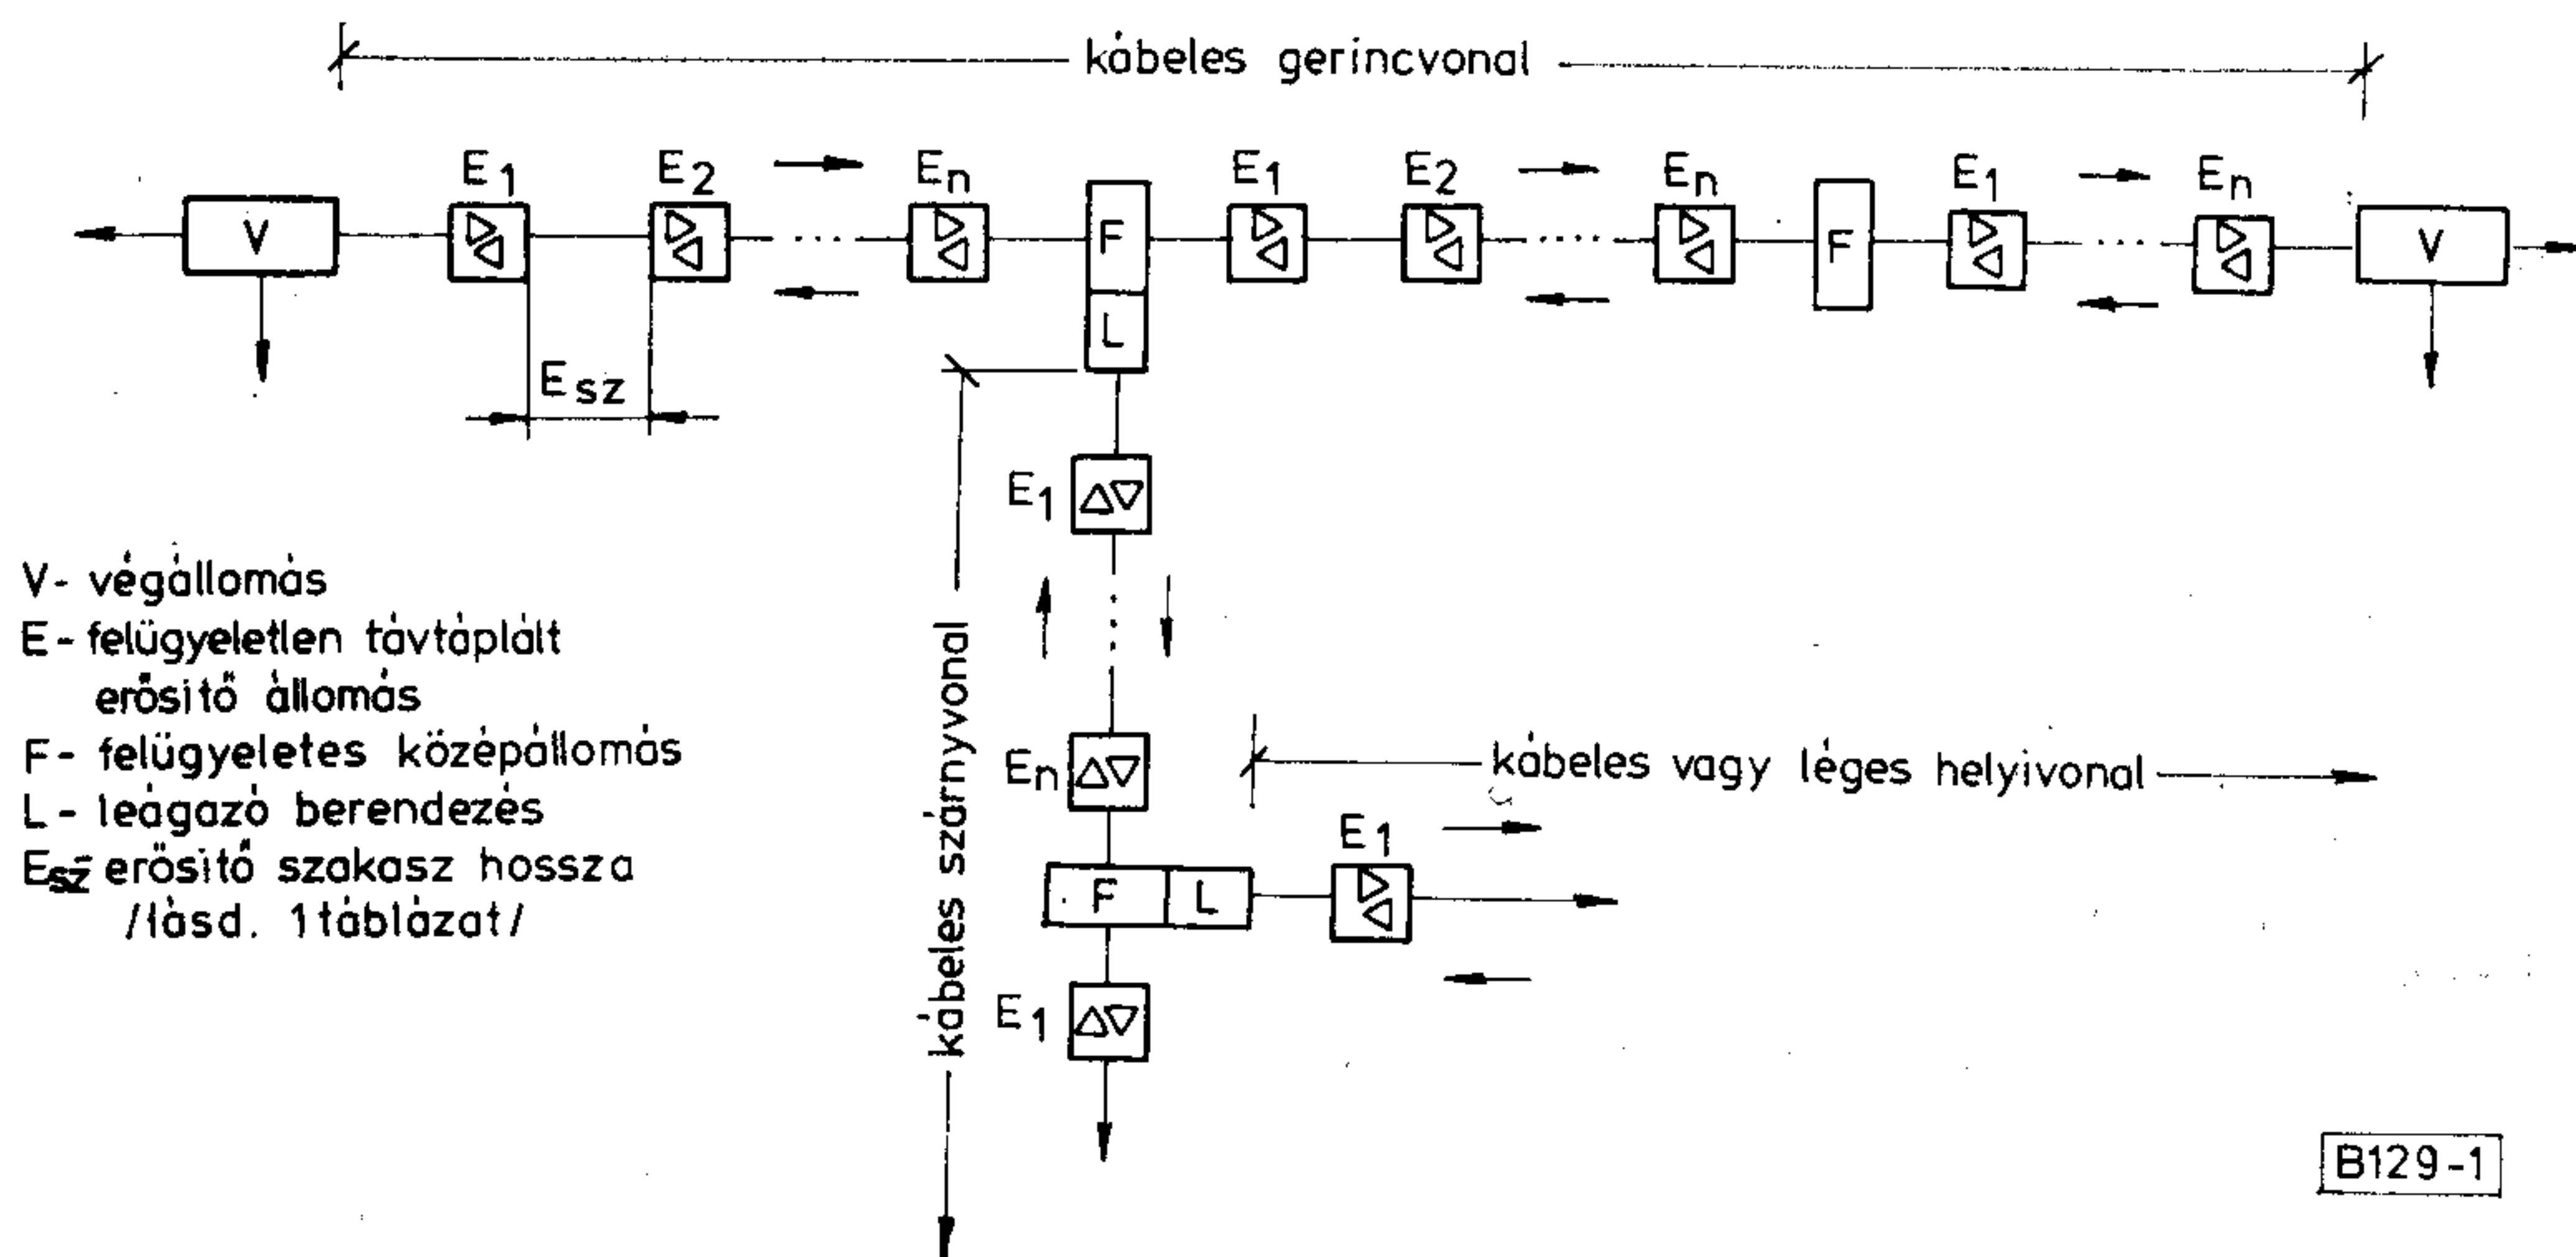 kábeles gerincvonal
E1 E2 En E1 E2 En E1 En
V F F V
L
Esz
E1
V- végállomás
E- felügyeletlen távtáplált
erősítő állomás
F- felügyeletes középállomás
L- leágazó berendezés
Esz- erősítő szakasz hossza
/lásd. 1táblázat/
kábeles szárnyvonal
En
kábeles vagy léges helyivonal
E1
F L
E1
B129-1